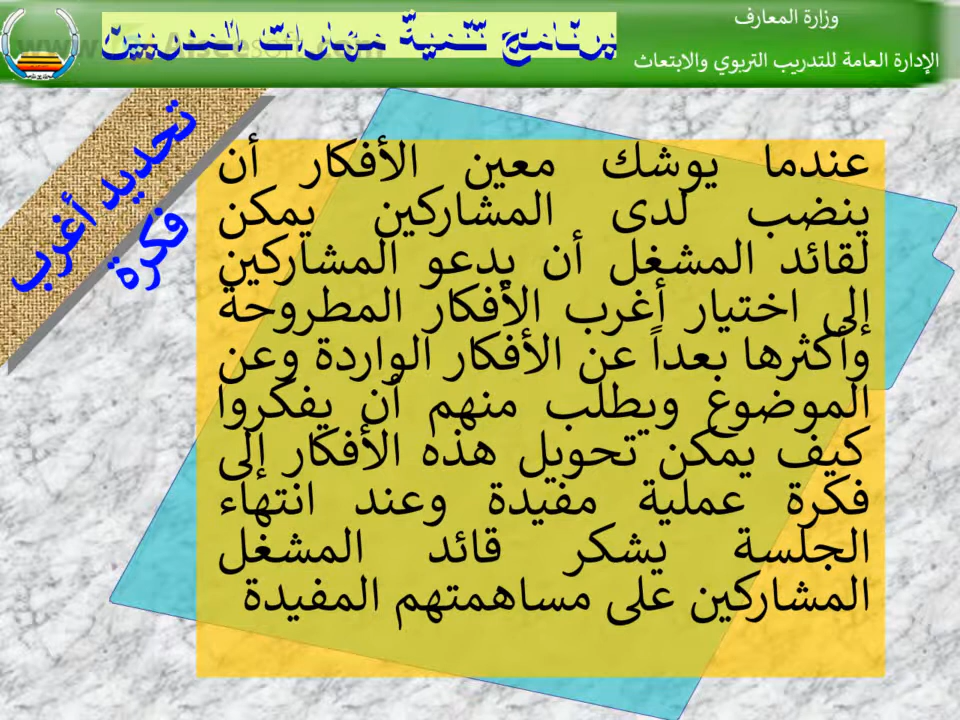 وزارة المعارف
الإدارة العامة للتدريب التربوي والابتعاث
برنامج تنمية مهارات المدربين
تحديد أغرب
فكرة
عندما يوشك معين الأفكار أن
ينضب لدى المشاركين يمكن
لقائد المشغل أن يدعو المشاركين
إلى اختيار أغرب الأفكار المطروحة
وأكثرها بعداً عن الأفكار الواردة وعن
الموضوع ويطلب منهم أن يفكروا
كيف يمكن تحويل هذه الأفكار إلى
فكرة عملية مفيدة وعند انتهاء
الجلسة يشكر قائد المشغل
المشاركين على مساهمتهم المفيدة